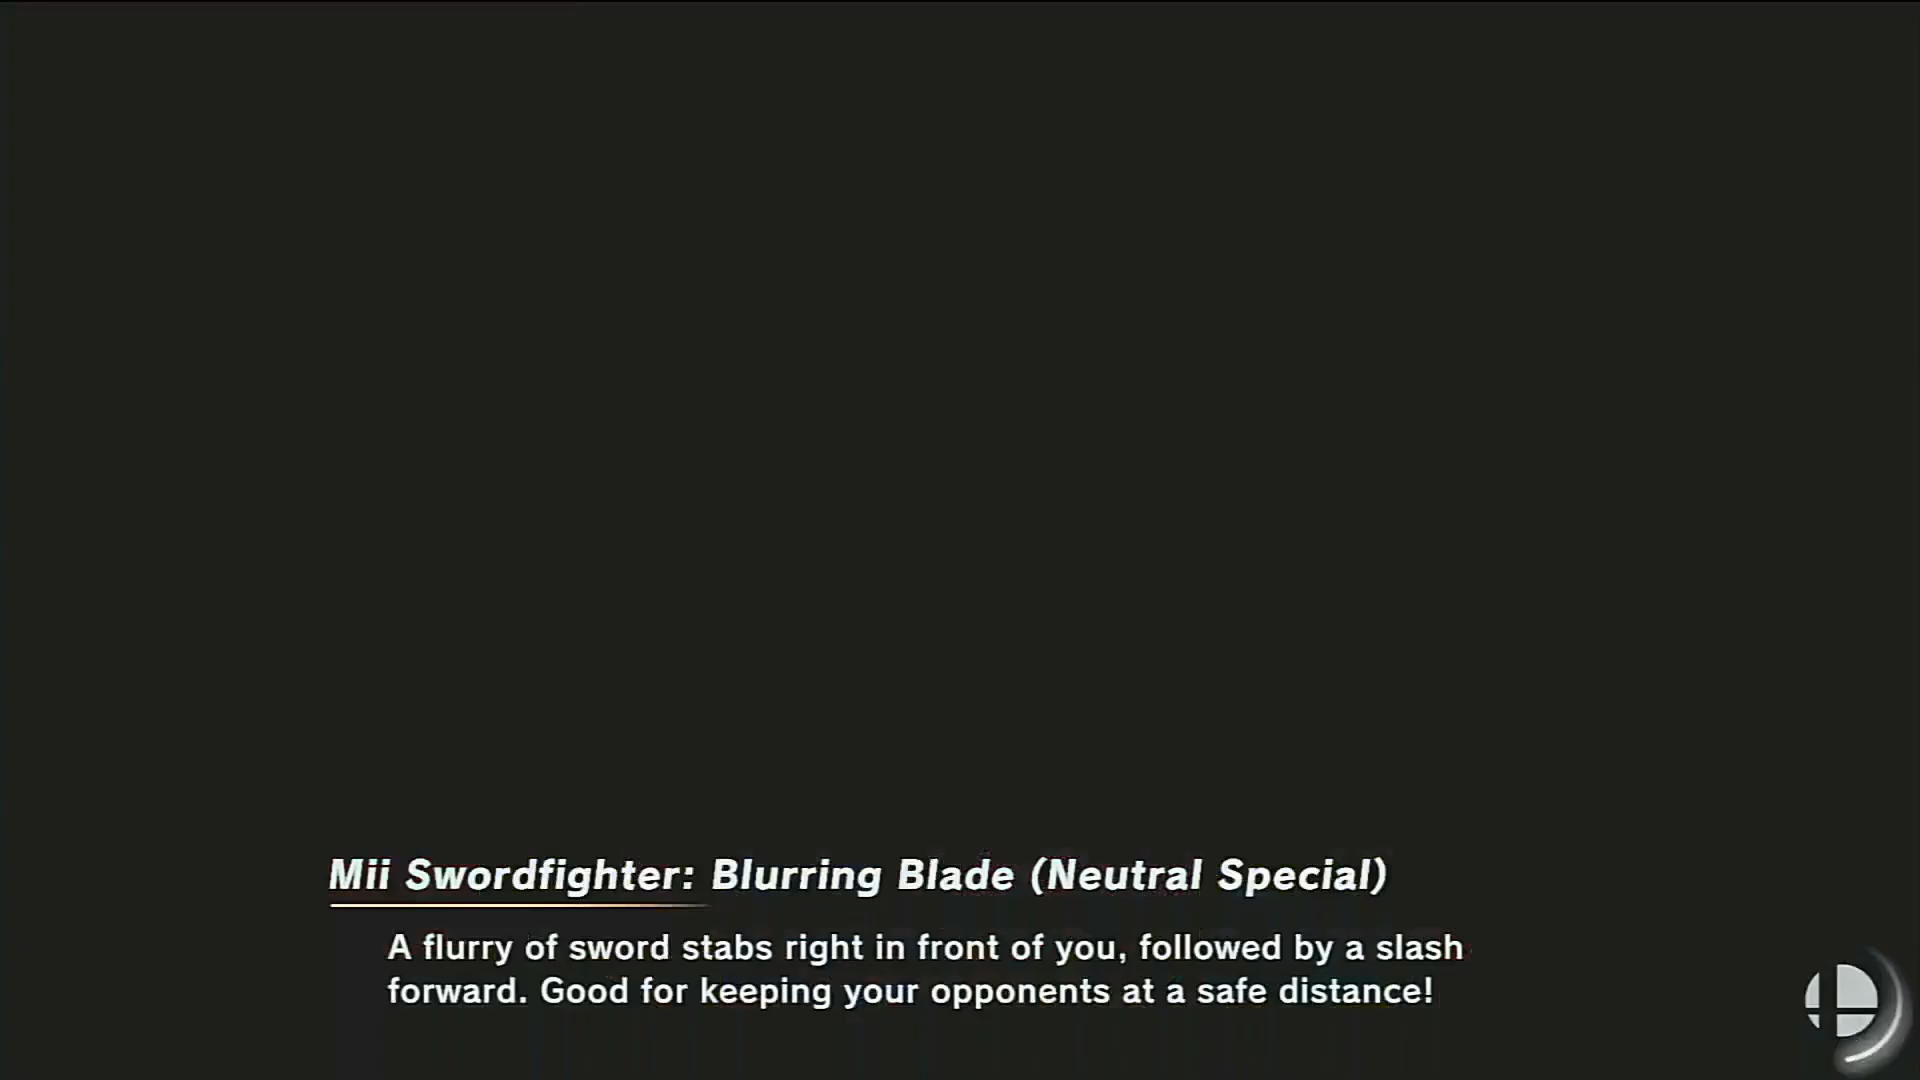 Mii Swordfighter: Blurring Blade (Neutral Special)
A flurry of sword stabs right in front of you, followed by a slash
forward. Good for keeping your opponents at a safe distance!